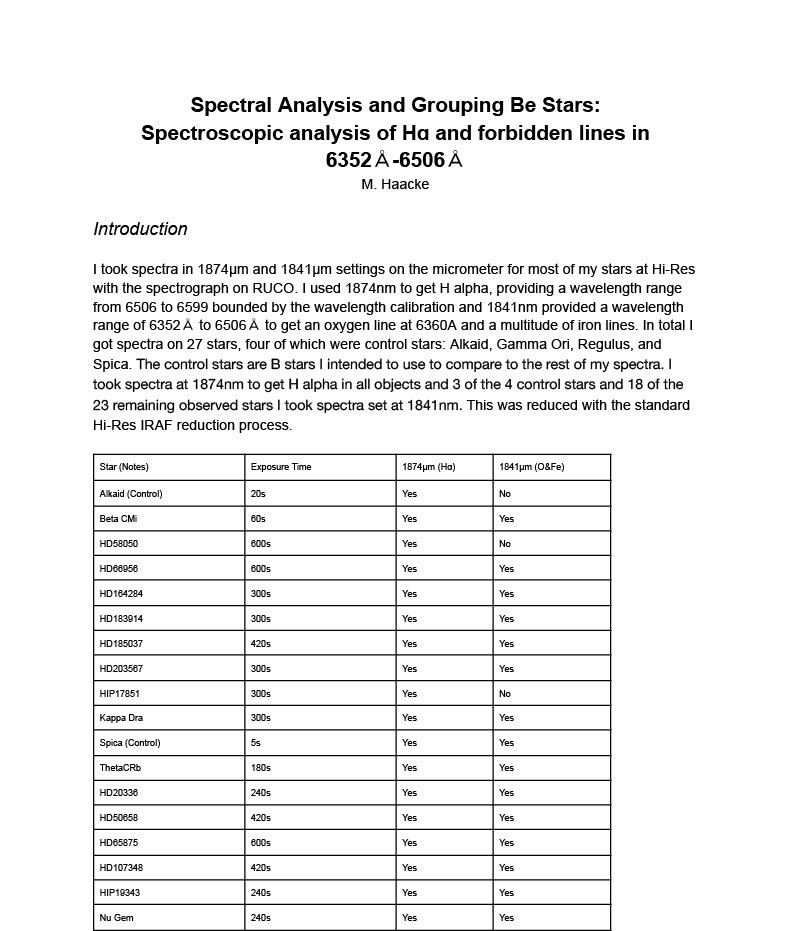 Spectral Analysis and Grouping Be Stars:
Spectroscopic analysis of Hα and forbidden lines in
6352Å-6506Å
M. Haacke
Introduction
I took spectra in 1874μm and 1841μm settings on the micrometer for most of my stars at Hi-Res
with the spectrograph on RUCO. I used 1874nm to get H alpha, providing a wavelength range
from 6506 to 6599 bounded by the wavelength calibration and 1841nm provided a wavelength
range of 6352Å to 6506Å to get an oxygen line at 6360A and a multitude of iron lines. In total I
got spectra on 27 stars, four of which were control stars: Alkaid, Gamma Ori, Regulus, and
Spica. The control stars are B stars I intended to use to compare to the rest of my spectra. I
took spectra at 1874nm to get H alpha in all objects and 3 of the 4 control stars and 18 of the
23 remaining observed stars I took spectra set at 1841nm. This was reduced with the standard
Hi-Res IRAF reduction process.
Star (Notes) Exposure Time 1874μm (Hα) 1841μm (O&Fe)
Alkaid (Control) 20s Yes No
Beta CMi 60s Yes Yes
HD58050 600s Yes No
HD66956 600s Yes Yes
HD164284 300s Yes Yes
HD183914 300s Yes Yes
HD185037 420s Yes Yes
HD203567 300s Yes Yes
HIP17851 300s Yes No
Kappa Dra 300s Yes Yes
Spica (Control) 5s Yes Yes
ThetaCRb 180s Yes Yes
HD20336 240s Yes Yes
HD50658 420s Yes Yes
HD65875 600s Yes Yes
HD107348 420s Yes Yes
HIP19343 240s Yes Yes
Nu Gem 240s Yes Yes